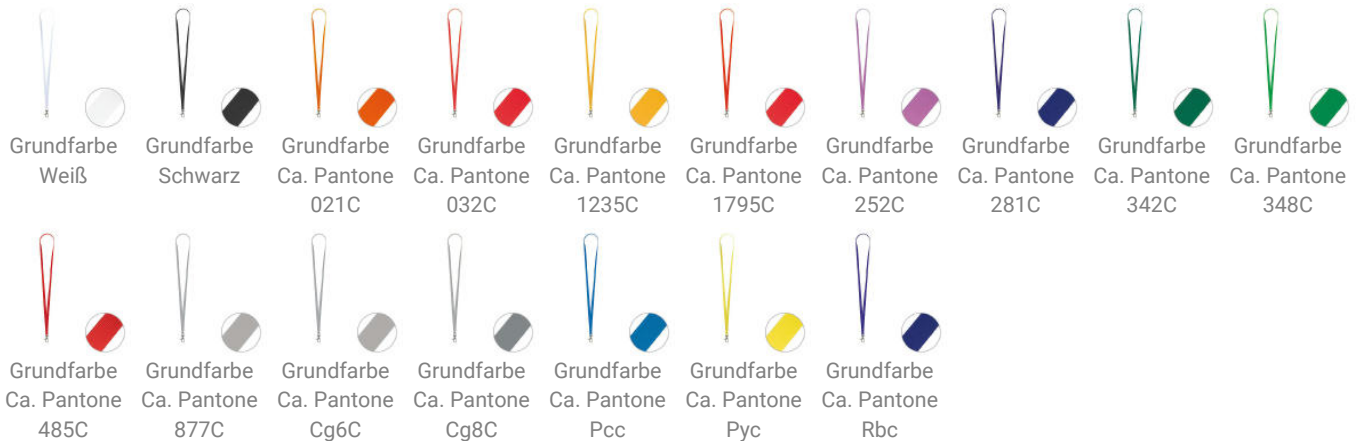 Grundfarbe Grundfarbe Grundfarbe Grundfarbe Grundfarbe Grundfarbe Grundfarbe Grundfarbe Grundfarbe Grundfarbe
Weiß Schwarz Ca. Pantone Ca. Pantone Ca. Pantone Ca. Pantone Ca. Pantone Ca. Pantone Ca. Pantone Ca. Pantone
021C 032C 1235C 1795C 252C 281C 342C 348C
Grundfarbe Grundfarbe Grundfarbe Grundfarbe Grundfarbe Grundfarbe Grundfarbe
Ca. Pantone Ca. Pantone Ca. Pantone Ca. Pantone Ca. Pantone Ca. Pantone Ca. Pantone
485C 877C Cg6C Cg8C Pcc Pyc Rbc